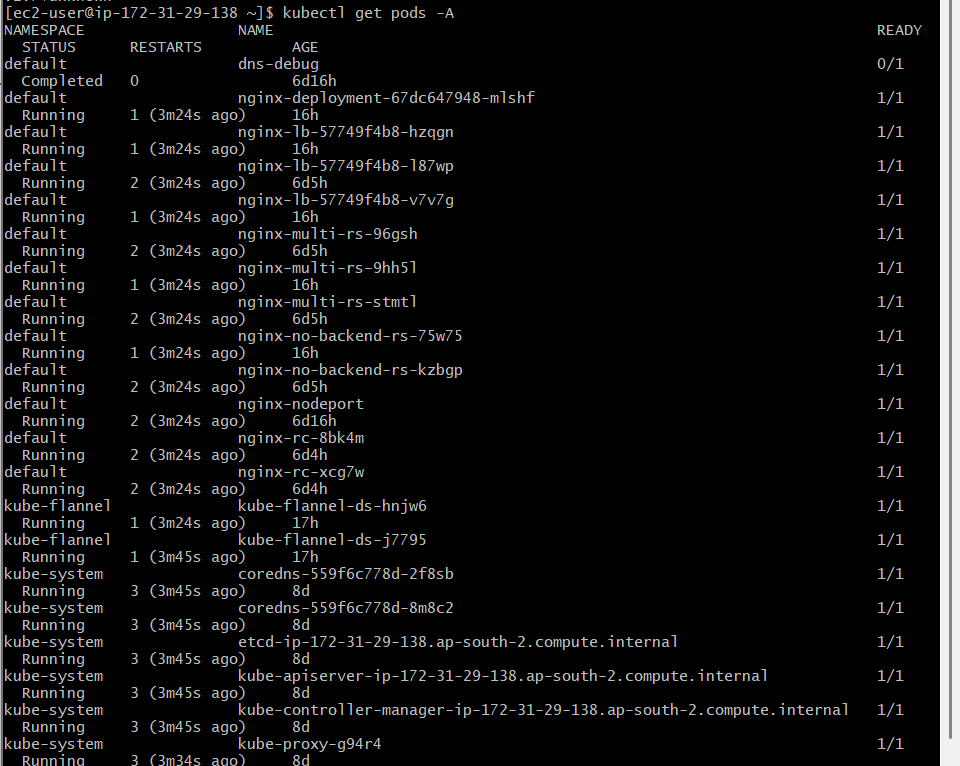 [ec2-user@ip-172-31-29-138 ~]$ kubectl get pods -A
NAMESPACE NAME READY
STATUS RESTARTS AGE
default dns-debug 0/1
Completed 0 6d16h
default nginx-deployment-67dc647948-mlshf 1/1
Running 1 (3m24s ago) 16h
default nginx-lb-57749f4b8-hzqgn 1/1
Running 1 (3m24s ago) 16h
default nginx-lb-57749f4b8-l87wp 1/1
Running 2 (3m24s ago) 6d5h
default nginx-lb-57749f4b8-v7v7g 1/1
Running 1 (3m24s ago) 16h
default nginx-multi-rs-96gsh 1/1
Running 2 (3m24s ago) 6d5h
default nginx-multi-rs-9hh5l 1/1
Running 1 (3m24s ago) 16h
default nginx-multi-rs-stmtl 1/1
Running 2 (3m24s ago) 6d5h
default nginx-no-backend-rs-75w75 1/1
Running 1 (3m24s ago) 16h
default nginx-no-backend-rs-kzbgp 1/1
Running 2 (3m24s ago) 6d5h
default nginx-nodeport 1/1
Running 2 (3m24s ago) 6d16h
default nginx-rc-8bk4m 1/1
Running 2 (3m24s ago) 6d4h
default nginx-rc-xcg7w 1/1
Running 2 (3m24s ago) 6d4h
kube-flannel kube-flannel-ds-hnjw6 1/1
Running 1 (3m24s ago) 17h
kube-flannel kube-flannel-ds-j7795 1/1
Running 1 (3m45s ago) 17h
kube-system coredns-559f6c778d-2f8sb 1/1
Running 3 (3m45s ago) 8d
kube-system coredns-559f6c778d-8m8c2 1/1
Running 3 (3m45s ago) 8d
kube-system etcd-ip-172-31-29-138.ap-south-2.compute.internal 1/1
Running 3 (3m45s ago) 8d
kube-system kube-apiserver-ip-172-31-29-138.ap-south-2.compute.internal 1/1
Running 3 (3m45s ago) 8d
kube-system kube-controller-manager-ip-172-31-29-138.ap-south-2.compute.internal 1/1
Running 3 (3m45s ago) 8d
kube-system kube-proxy-g94r4 1/1
Running 3 (3m34s ago) 8d